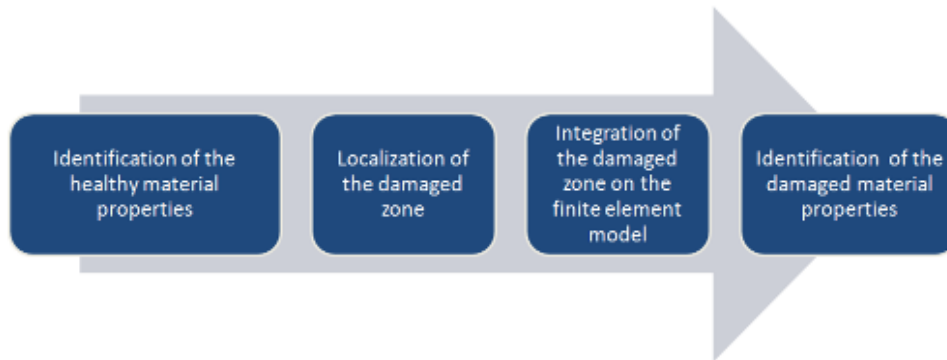 Identification of the
healthy material
properties
Localization of
the damaged
zone
Integration of
the damaged
zone on the
finite element
model
Identification of the
damaged material
properties